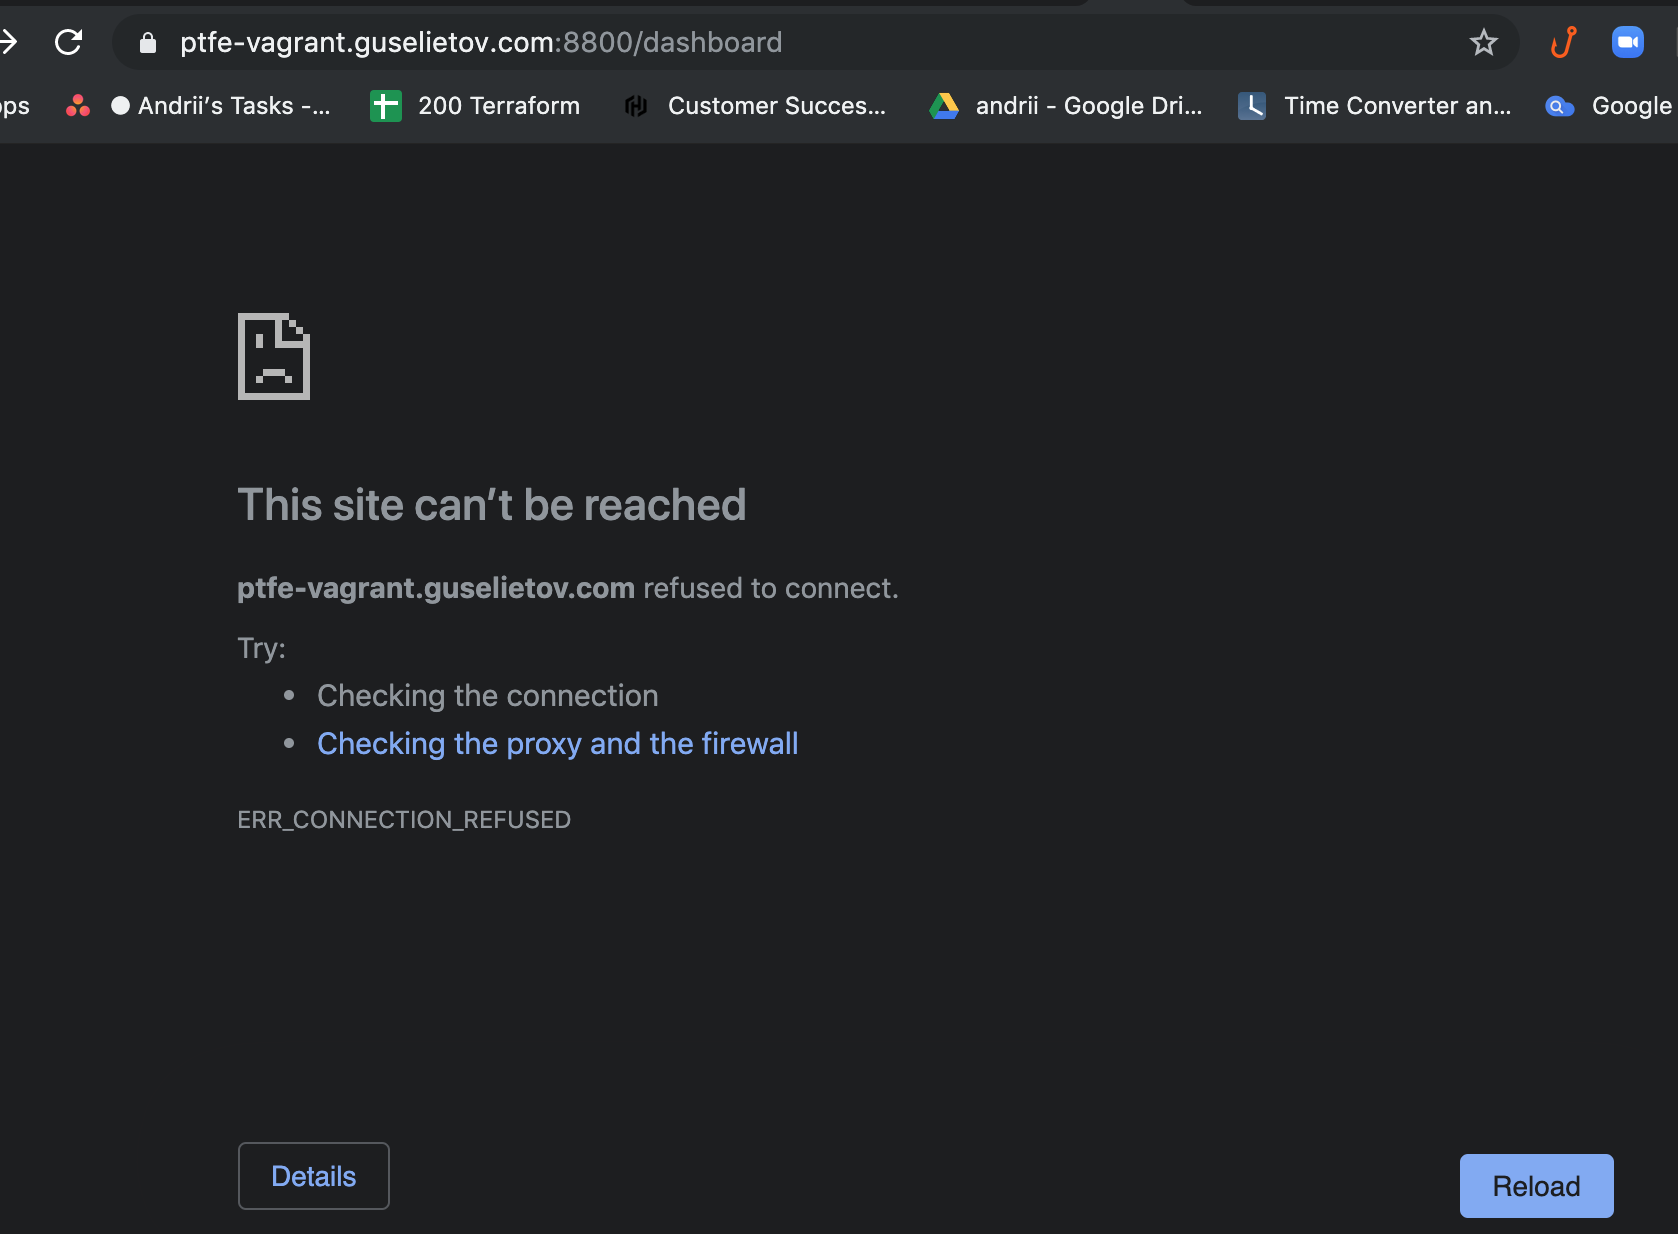 ptfe-vagrant.guselietov.com:8800/dashboard
ps Andrii's Tasks -... 200 Terraform Customer Succes... andrii - Google Dri... Time Converter an... Google
This site can't be reached
ptfe-vagrant.guselietov.com refused to connect.
Try:
• Checking the connection
• Checking the proxy and the firewall
ERR_CONNECTION_REFUSED
Details
Reload